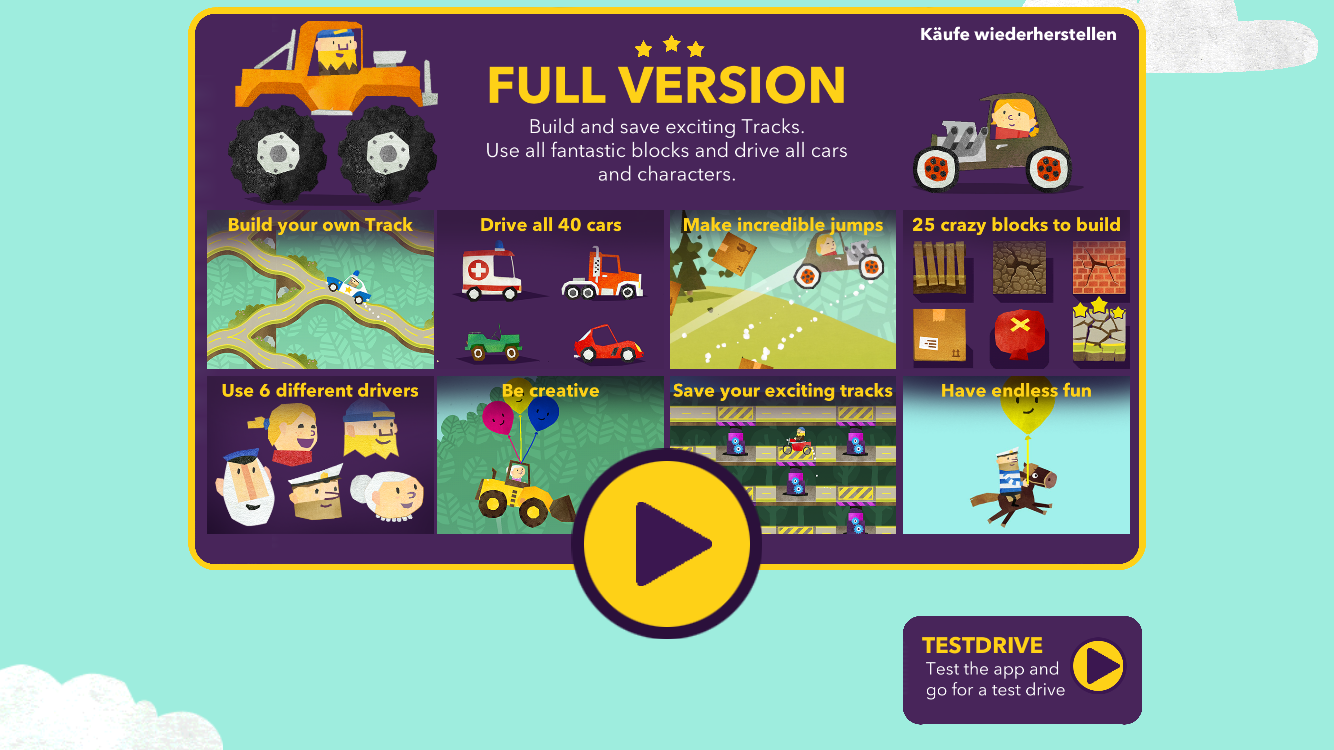 Käufe wiederherstellen
FULL VERSION
Build and save exciting Tracks.
Use all fantastic blocks and drive all cars
and characters.
Build your own Track
Drive all 40 cars
Make incredible jumps
25 crazy blocks to build
Use 6 different drivers
Be creative
Save your exciting tracks
Have endless fun
TESTDRIVE
Test the app and
go for a test drive